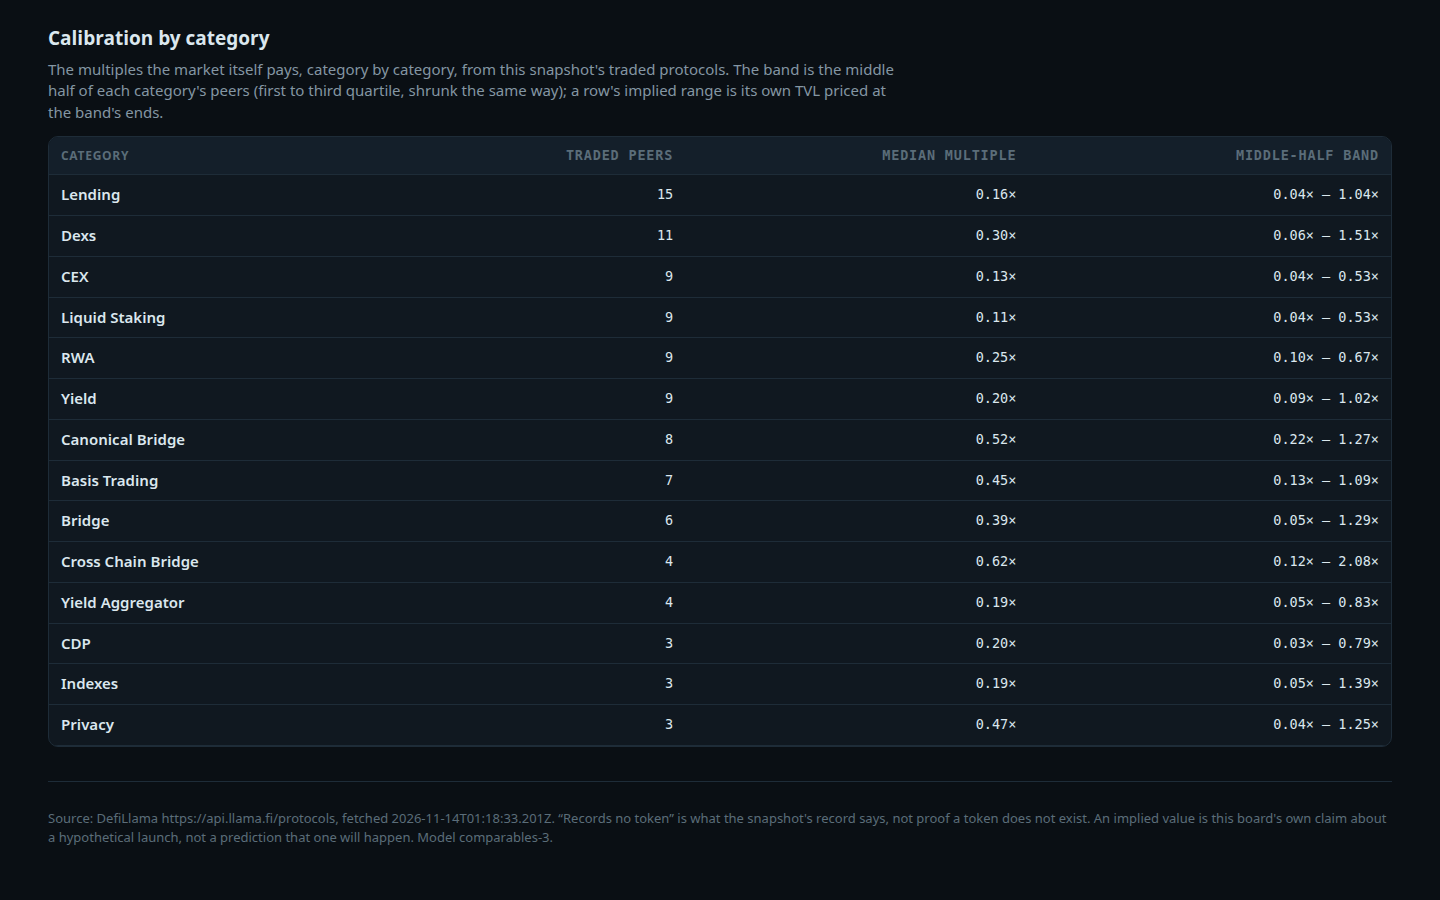 Calibration by category
The multiples the market itself pays, category by category, from this snapshot's traded protocols. The band is the middle
half of each category's peers (first to third quartile, shrunk the same way); a row's implied range is its own TVL priced at
the band's ends.
CATEGORY TRADED PEERS MEDIAN MULTIPLE MIDDLE-HALF BAND
Lending 15 0.16× 0.04× — 1.04×
Dexs 11 0.30× 0.06× — 1.51×
CEX 9 0.13× 0.04× — 0.53×
Liquid Staking 9 0.11× 0.04× — 0.53×
RWA 9 0.25× 0.10× — 0.67×
Yield 9 0.20× 0.09× — 1.02×
Canonical Bridge 8 0.52× 0.22× — 1.27×
Basis Trading 7 0.45× 0.13× — 1.09×
Bridge 6 0.39× 0.05× — 1.29×
Cross Chain Bridge 4 0.62× 0.12× — 2.08×
Yield Aggregator 4 0.19× 0.05× — 0.83×
CDP 3 0.20× 0.03× — 0.79×
Indexes 3 0.19× 0.05× — 1.39×
Privacy 3 0.47× 0.04× — 1.25×
Source: DefiLlama https://api.llama.fi/protocols, fetched 2026-11-14T01:18:33.201Z. “Records no token” is what the snapshot's record says, not proof a token does not exist. An implied value is this board's own claim about
a hypothetical launch, not a prediction that one will happen. Model comparables-3.